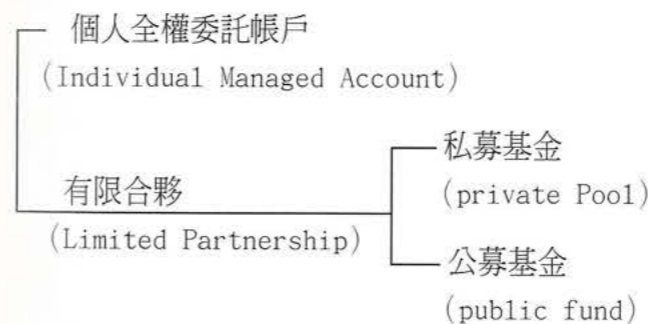 個人全權委託帳戶
(Individual Managed Account)
私募基金
有限合夥
(private Pool)
(Limited Partnership)
公募基金
(public fund)